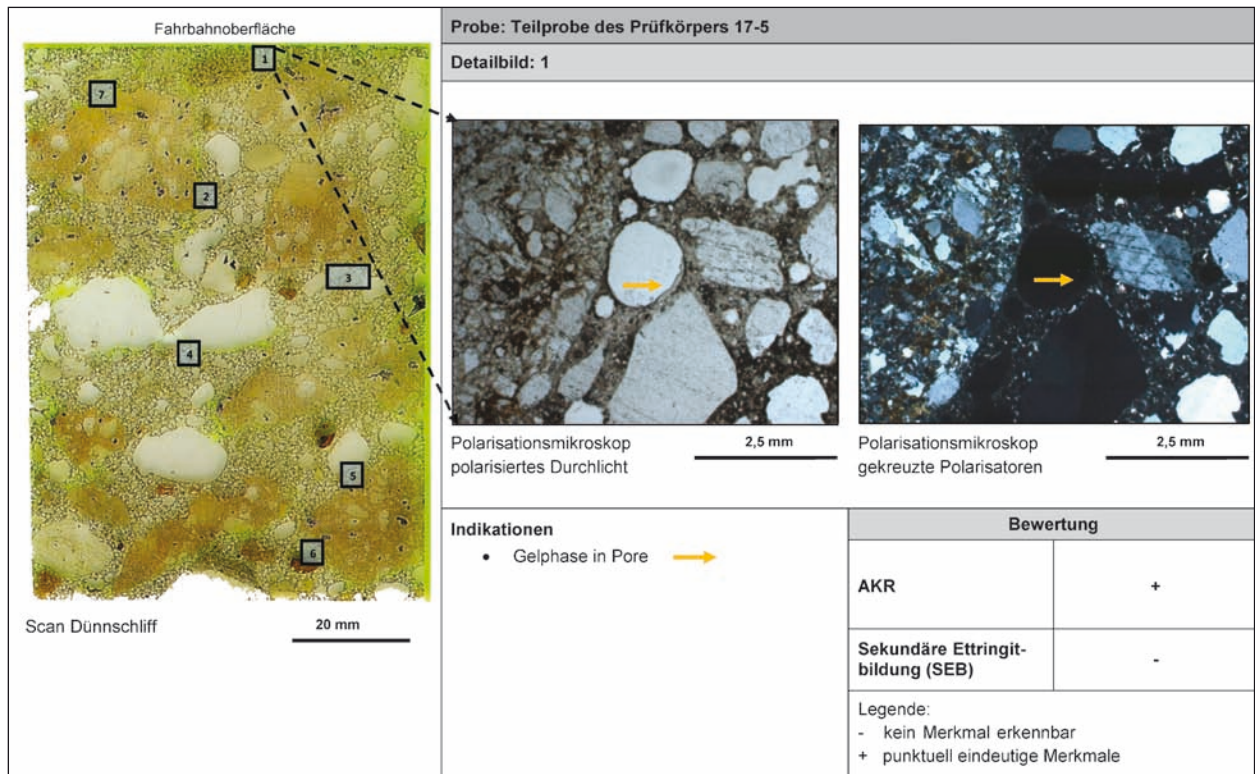 Fahrbahnoberfläche
1
7
2
3
4
5
6
Scan Dünnschliff
20 mm
Probe: Teilprobe des Prüfkörpers 17-5
Detailbild: 1
Polarisationsmikroskop
polarisiertes Durchlicht
2,5 mm
Polarisationsmikroskop
gekreuzte Polarisatoren
2,5 mm
Indikationen
• Gelphase in Pore
Bewertung
AKR +
Sekundäre Ettringit-
bildung (SEB) -
Legende:
- kein Merkmal erkennbar
+ punktuell eindeutige Merkmale